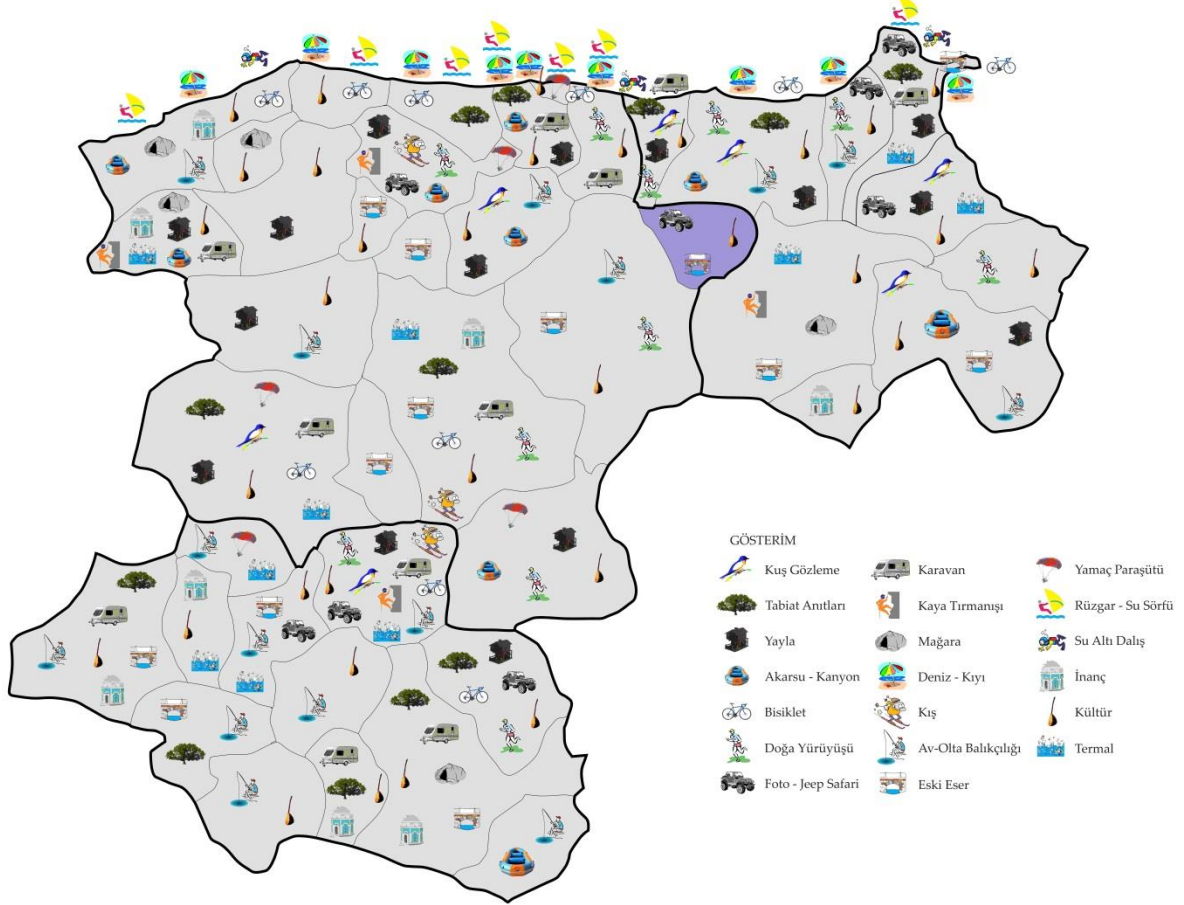 GÖSTERİM
Kuş Gözleme
Tabiat Anıtları
Yayla
Akarsu - Kanyon
Bisiklet
Doğa Yürüyüşü
Foto - Jeep Safari
Karavan
Kaya Tırmanışı
Mağara
Deniz - Kıyı
Kış
Av-Olta Balıkçılığı
Eski Eser
Yamaç Paraşütü
Rüzgar - Su Sörfü
Su Altı Dalış
İnanç
Kültür
Termal